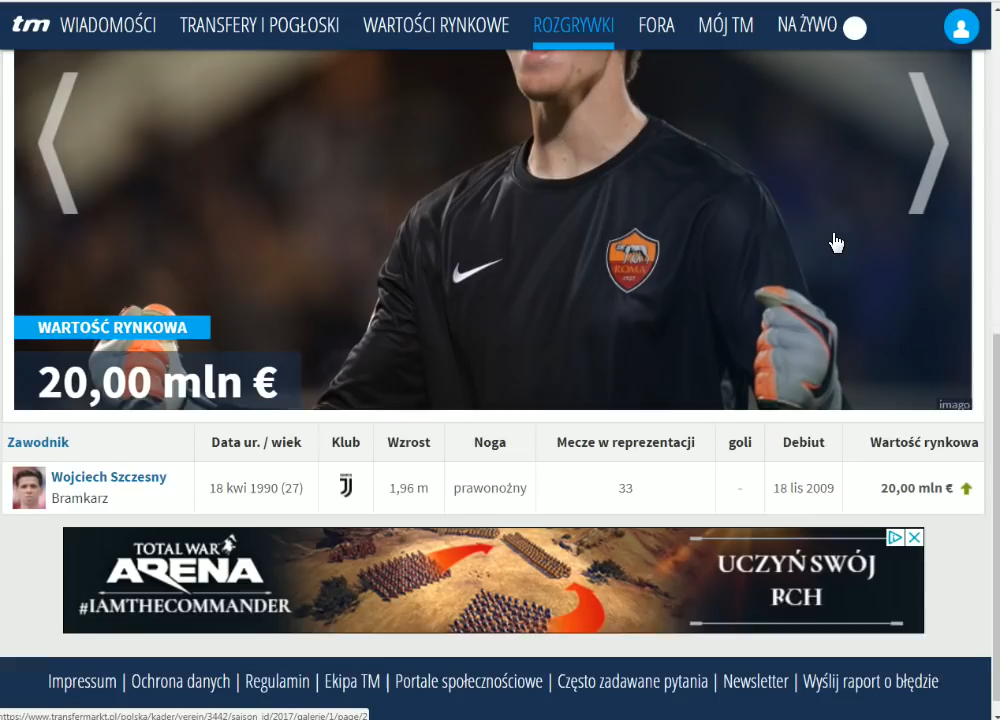 tm WIADOMOŚCI TRANSFERY I POGŁOSKI WARTOŚCI RYNKOWE ROZGRYWKI FORA MÓJ TM NA ŻYWO
ROMA
1927
WARTOŚĆ RYNKOWA
20,00 mln €
imago
Zawodnik Data ur. / wiek Klub Wzrost Noga Mecze w reprezentacji goli Debiut Wartość rynkowa
Wojciech Szczesny
Bramkarz
18 kwi 1990 (27) 1,96 m prawonożny 33 - 18 lis 2009 20,00 mln €
TOTAL WAR
ARENA
#IAMTHECOMMANDER
UCZYŃ SWÓJ
RCH
Impressum | Ochrona danych | Regulamin | Ekipa TM | Portale społecznościowe | Często zadawane pytania | Newsletter | Wyślij raport o błędzie
https://www.transfermarkt.pl/polska/kader/verein/3442/saison_id/2017/galerie/1/page/2